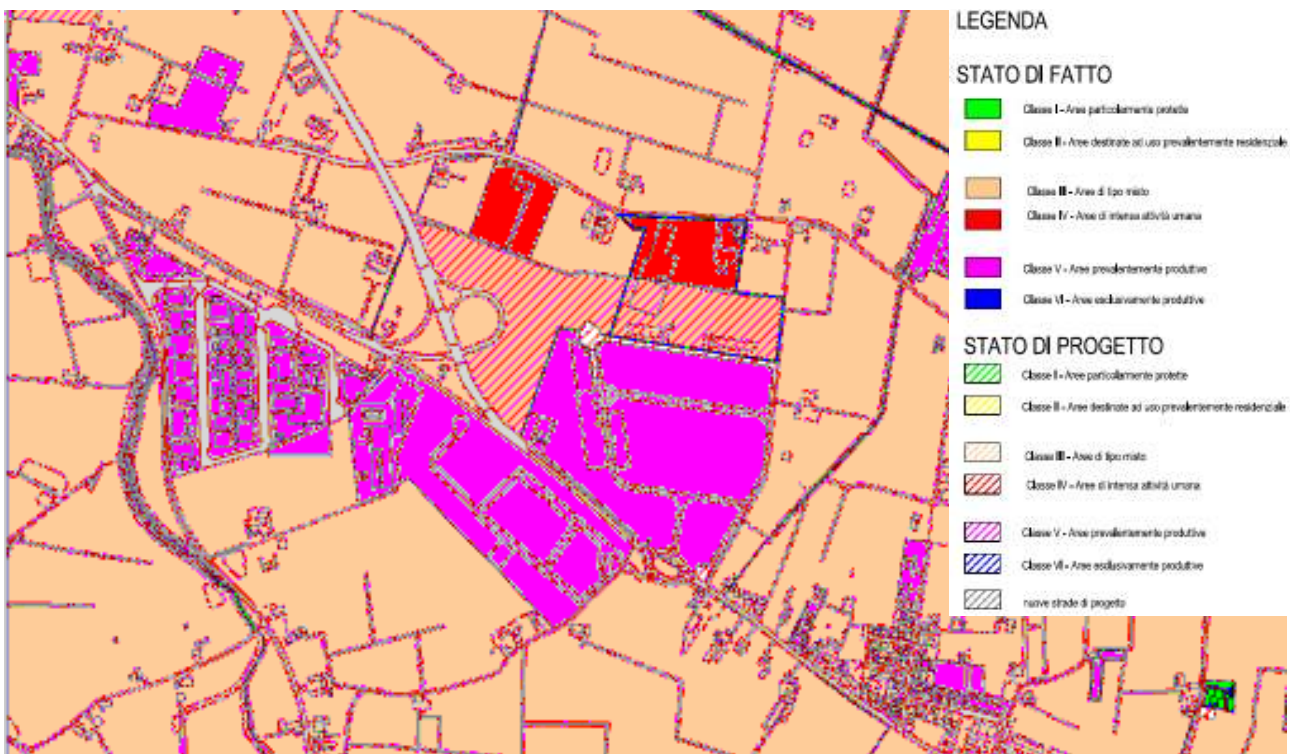 LEGENDA
STATO DI FATTO
Classe I - Aree particolarmente protette
Classe II - Aree destinate ad uso prevalentemente residenziale
Classe III - Aree di tipo misto
Classe IV - Aree di intensa attività umana
Classe V - Aree prevalentemente produttive
Classe VI - Aree esclusivamente produttive
STATO DI PROGETTO
Classe I - Aree particolarmente protette
Classe II - Aree destinate ad uso prevalentemente residenziale
Classe III - Aree di tipo misto
Classe IV - Aree di intensa attività umana
Classe V - Aree prevalentemente produttive
Classe VI - Aree esclusivamente produttive
nuove strade di progetto